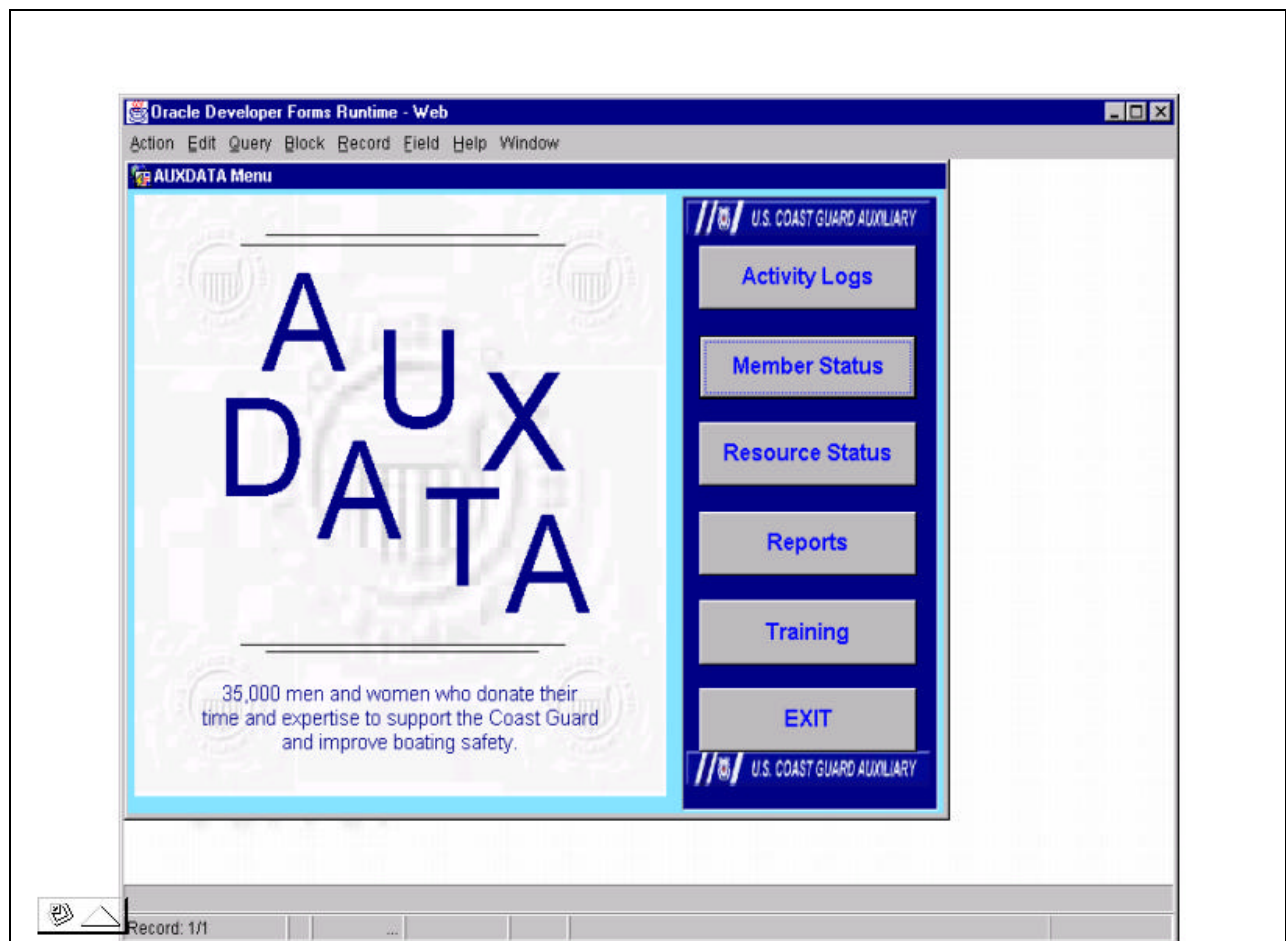 Oracle Developer Forms Runtime - Web
Action Edit Query Block Record Field Help Window
AUXDATA Menu
U.S. COAST GUARD AUXILIARY
AUX
DATA
Activity Logs
Member Status
Resource Status
Reports
Training
EXIT
35,000 men and women who donate their
time and expertise to support the Coast Guard
and improve boating safety.
U.S. COAST GUARD AUXILIARY
Record: 1/1
...